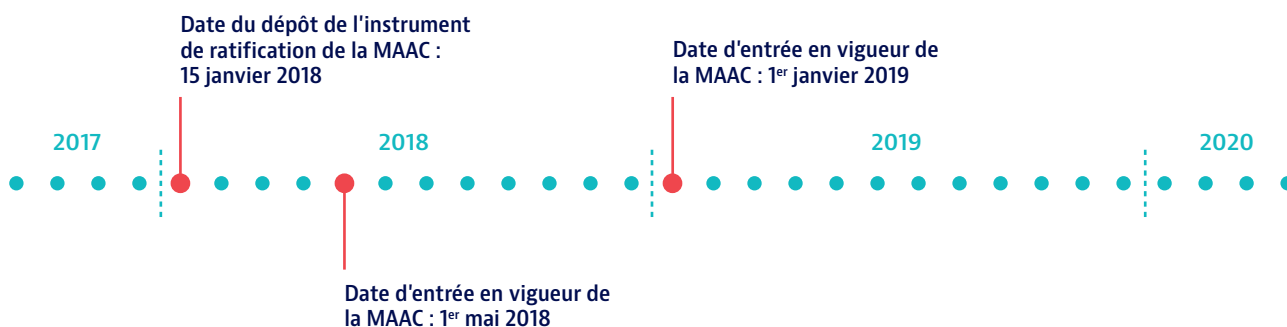 Date du dépôt de l'instrument
de ratification de la MAAC :
15 janvier 2018
Date d'entrée en vigueur de
la MAAC : 1er janvier 2019
2017
2018
2019
2020
Date d'entrée en vigueur de
la MAAC : 1er mai 2018